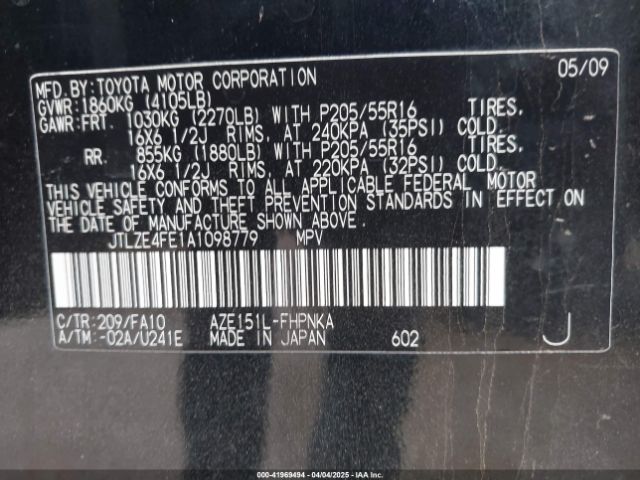 MFD. BY: TOYOTA MOTOR CORPORATION 05/09
GVWR: 1860KG (4105LB)
GAWR: FRT. 1030KG (2270LB) WITH P205/55R16 TIRES,
16X6 1/2J RIMS, AT 240KPA (35PSI) COLD.
RR. 855KG (1880LB) WITH P205/55R16 TIRES,
16X6 1/2J RIMS, AT 220KPA (32PSI) COLD.
THIS VEHICLE CONFORMS TO ALL APPLICABLE FEDERAL MOTOR
VEHICLE SAFETY AND THEFT PREVENTION STANDARDS IN EFFECT ON
THE DATE OF MANUFACTURE SHOWN ABOVE.
JTLZE4FE1A1098779 MPV
C/TR: 209/FA10 AZE151L-FHPNKA
A/TM: -02A/U241E MADE IN JAPAN 602 J
000-41969494 04/04/2025 IAA Inc.